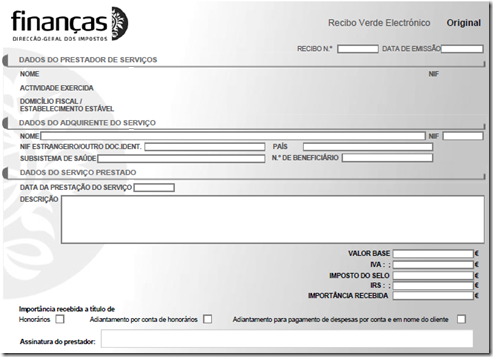 finanças
DIRECÇÃO-GERAL DOS IMPOSTOS
Recibo Verde Electrónico Original
RECIBO N.º DATA DE EMISSÃO
DADOS DO PRESTADOR DE SERVIÇOS
NOME NIF
ACTIVIDADE EXERCIDA
DOMICÍLIO FISCAL /
ESTABELECIMENTO ESTÁVEL
DADOS DO ADQUIRENTE DO SERVIÇO
NOME NIF
NIF ESTRANGEIRO/OUTRO DOC.IDENT. PAÍS
SUBSISTEMA DE SAÚDE N.º DE BENEFICIÁRIO
DADOS DO SERVIÇO PRESTADO
DATA DA PRESTAÇÃO DO SERVIÇO
DESCRIÇÃO
VALOR BASE €
IVA : ; €
IMPOSTO DO SELO €
IRS : ; €
IMPORTÂNCIA RECEBIDA €
Importância recebida a título de
Honorários Adiantamento por conta de honorários Adiantamento para pagamento de despesas por conta e em nome do cliente
Assinatura do prestador: